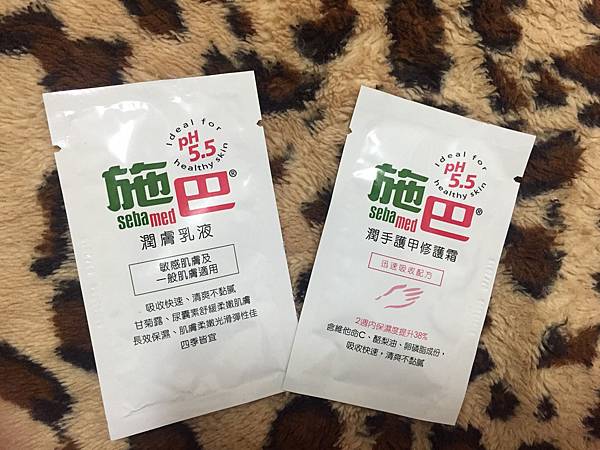 Ideal for
pH
5.5
healthy skin
施巴®
sebamed
潤膚乳液
敏感肌膚及
一般肌膚適用
吸收快速、清爽不黏膩
甘菊露、尿囊素舒緩柔嫩肌膚
長效保濕、肌膚柔嫩光滑彈性佳
四季皆宜
Ideal for
pH
5.5
healthy skin
施巴®
sebamed
潤手護甲修護霜
迅速吸收配方
2週內保濕度提升38%
含維他命C、酪梨油、卵磷脂成份,
吸收快速,清爽不黏膩